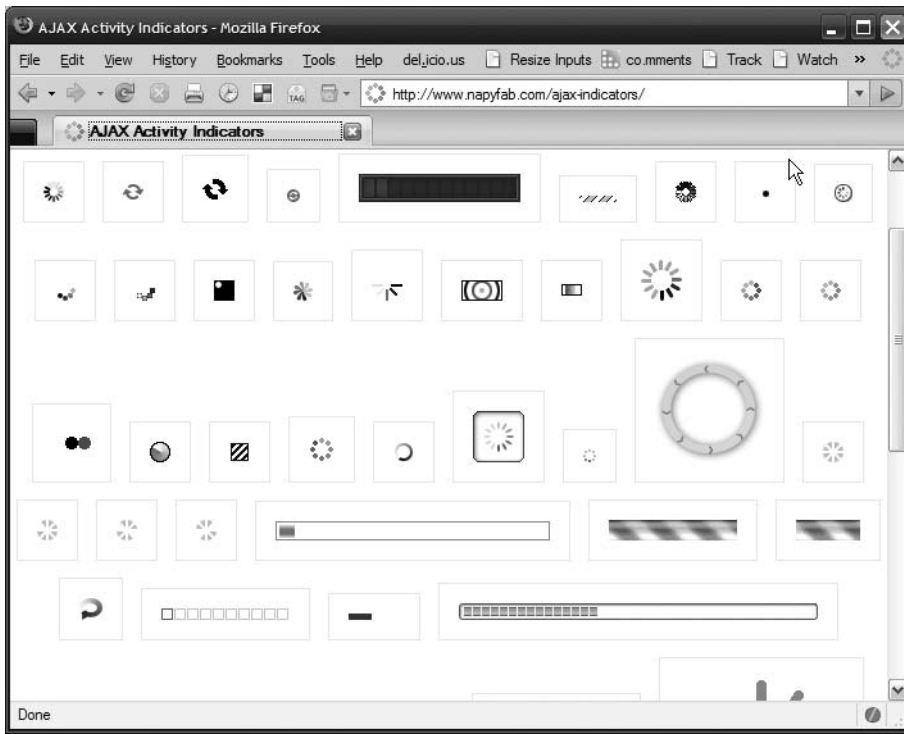 AJAX Activity Indicators - Mozilla Firefox
File Edit View History Bookmarks Tools Help del.icio.us Resize Inputs co.mments Track Watch »
TAG http://www.napyfab.com/ajax-indicators/
AJAX Activity Indicators
Done